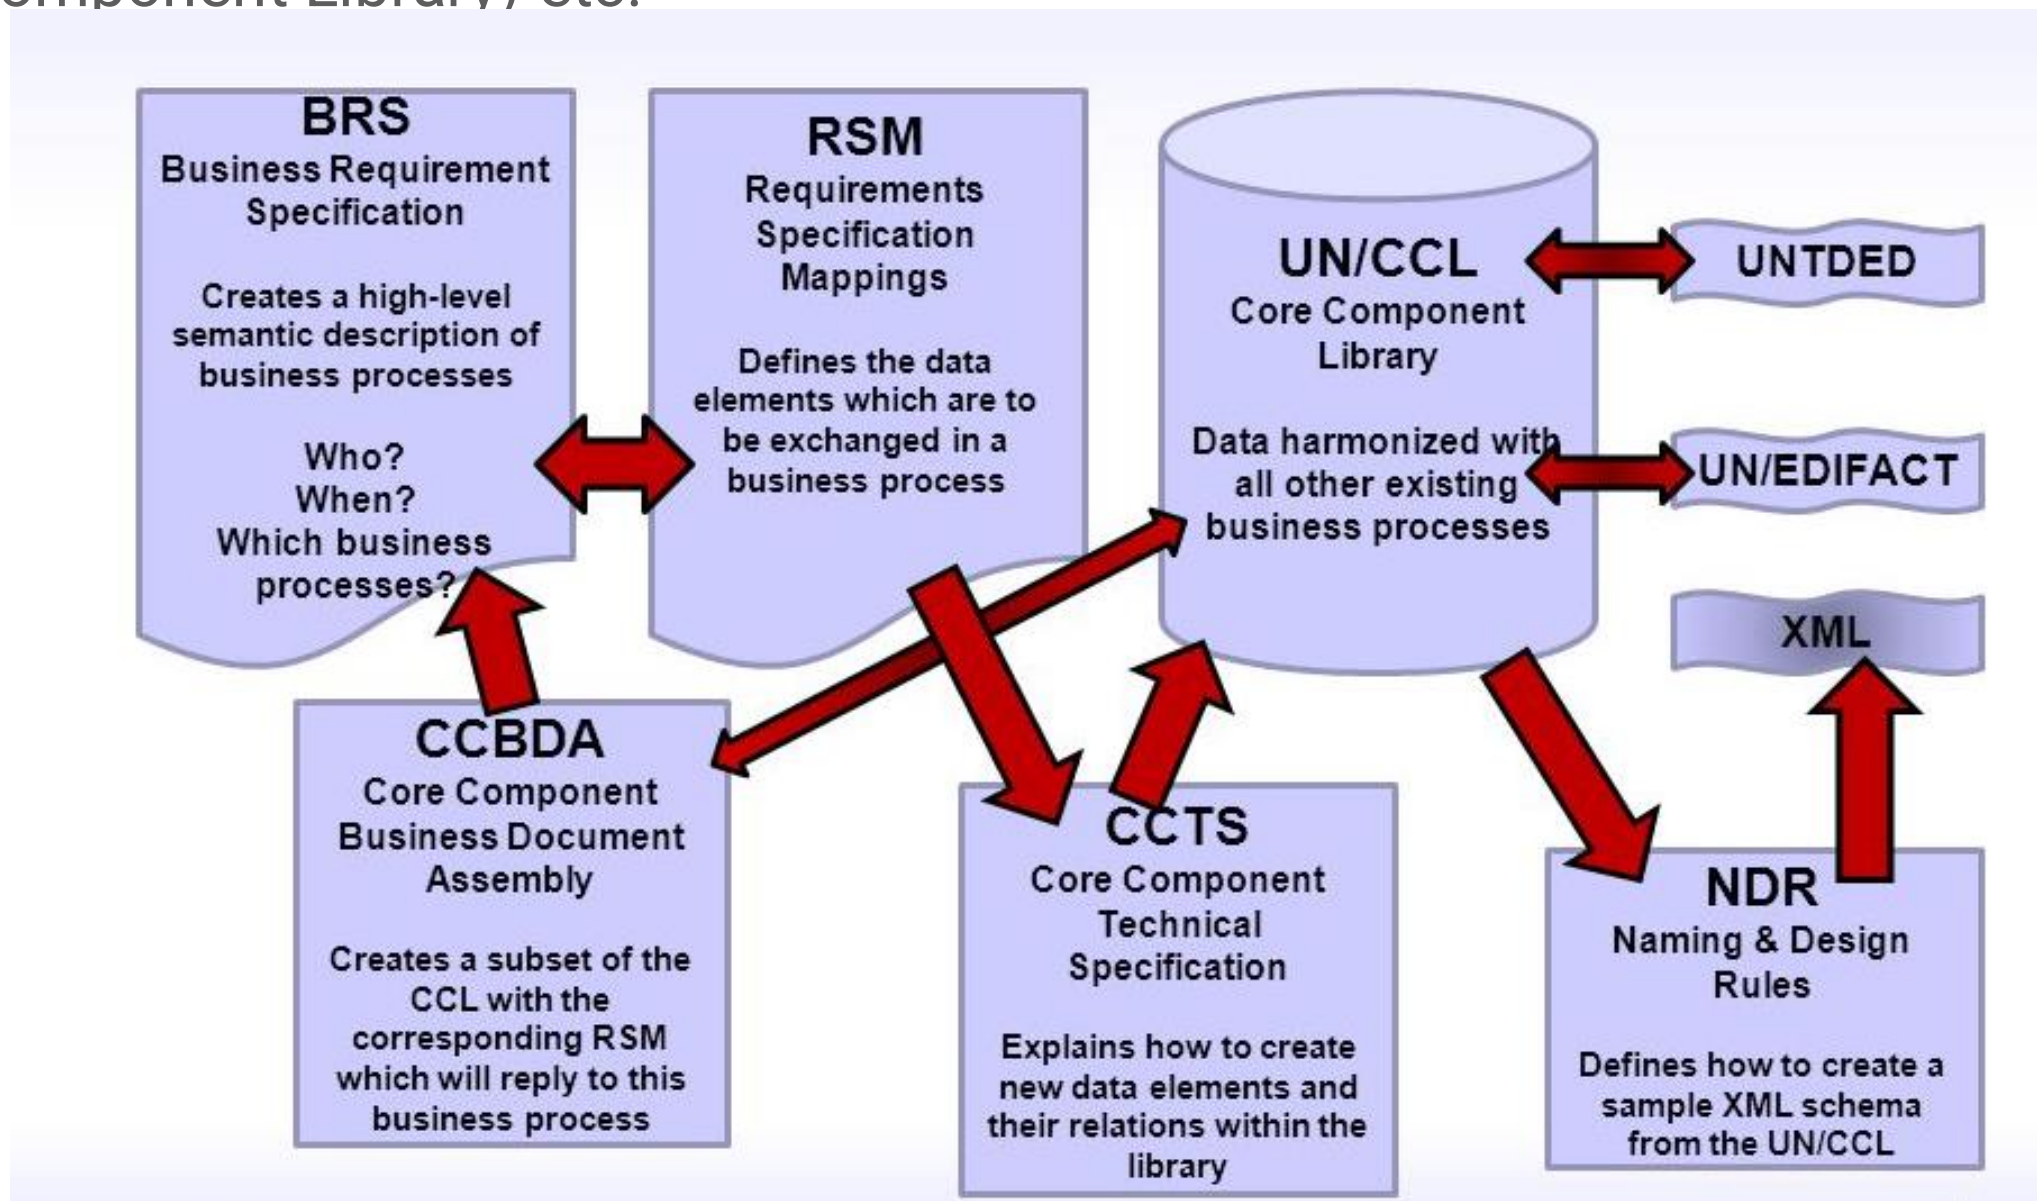 omponent Library) etc.
BRS
Business Requirement
Specification
Creates a high-level
semantic description of
business processes
Who?
When?
Which business
processes?
RSM
Requirements
Specification
Mappings
Defines the data
elements which are to
be exchanged in a
business process
UN/CCL
Core Component
Library
Data harmonized with
all other existing
business processes
UNTDED
UN/EDIFACT
XML
CCBDA
Core Component
Business Document
Assembly
Creates a subset of the
CCL with the
corresponding RSM
which will reply to this
business process
CCTS
Core Component
Technical
Specification
Explains how to create
new data elements and
their relations within the
library
NDR
Naming & Design
Rules
Defines how to create a
sample XML schema
from the UN/CCL